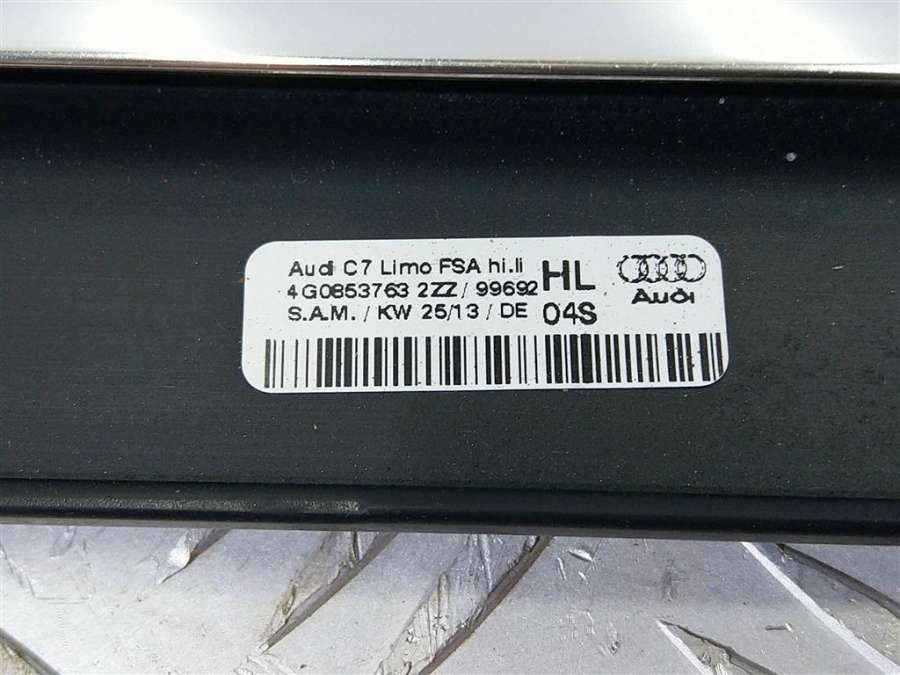 Audi C7 Limo FSA hi.li HL
4G0853763 2ZZ / 99692
S.A.M. / KW 25/13 / DE 04S
Audi